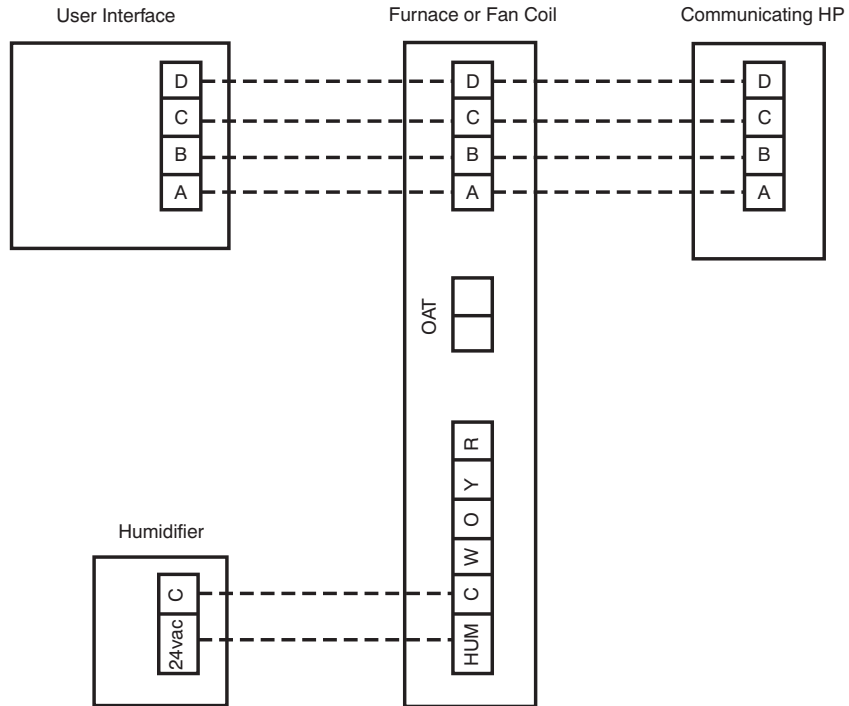 User Interface
Furnace or Fan Coil
Communicating HP
D
C
B
A
D
C
B
A
D
C
B
A
OAT
R
Y
O
W
C
HUM
Humidifier
C
24vac